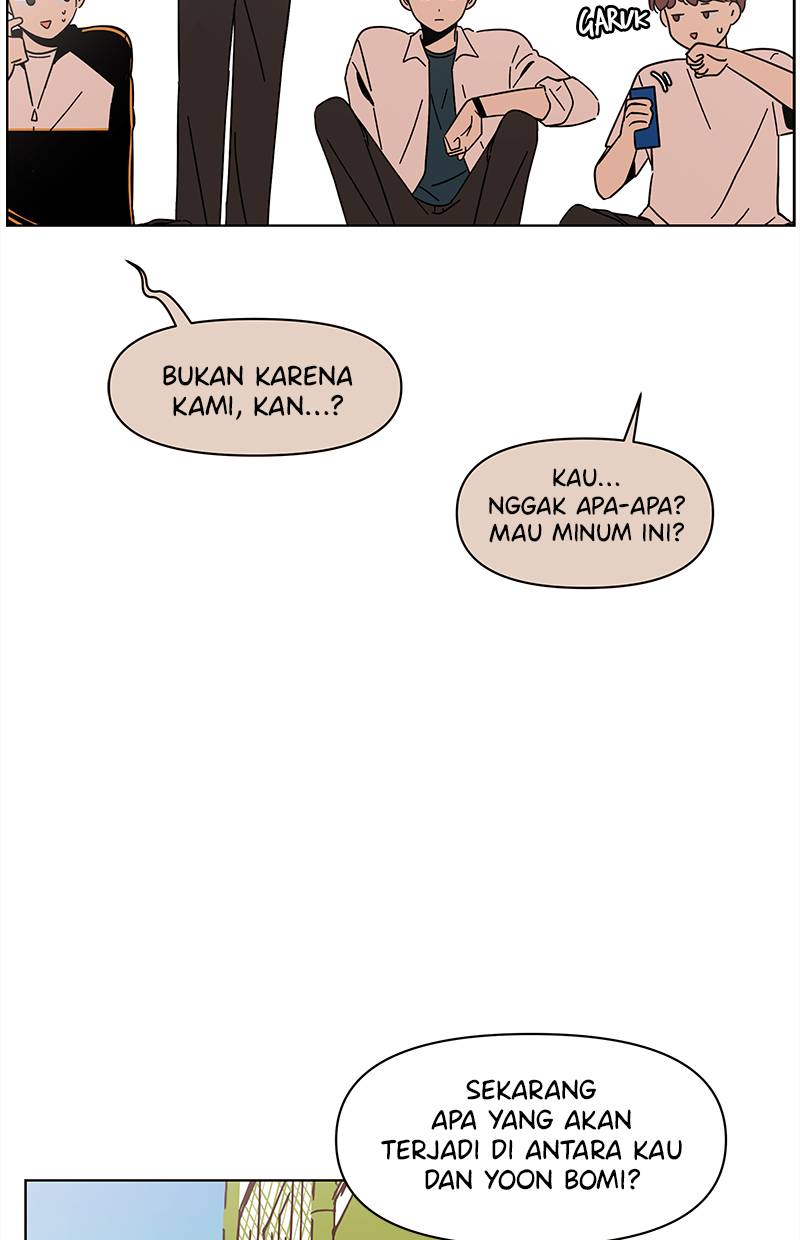 GARUK
BUKAN KARENA
KAMI, KAN...?
KAU...
NGGAK APA-APA?
MAU MINUM INI?
SEKARANG
APA YANG AKAN
TERJADI DI ANTARA KAU
DAN YOON BOMI?